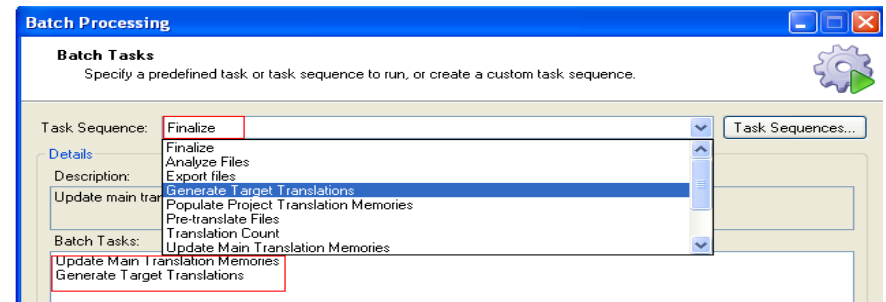 Batch Processing
Batch Tasks
Specify a predefined task or task sequence to run, or create a custom task sequence.
Task Sequence: Finalize Task Sequences...
Finalize
Details
Analyze Files
Export files
Description:
Generate Target Translations
Update main tran
Populate Project Translation Memories
Pre-translate Files
Translation Count
Batch Tasks:
Update Main Translation Memories
Update Main Translation Memories
Generate Target Translations